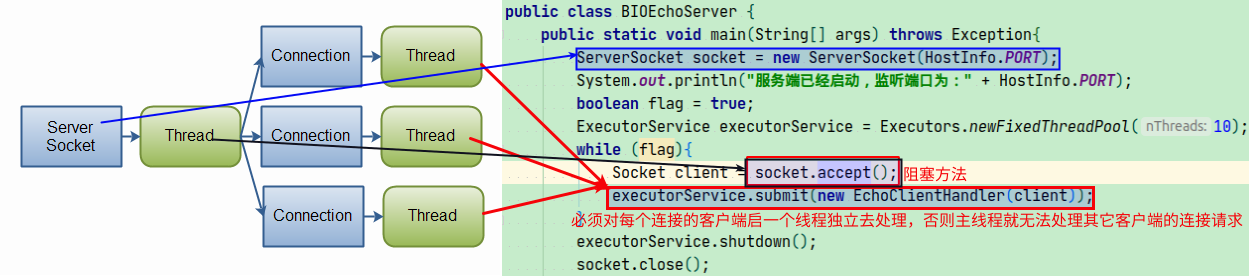 Server
Socket
Thread
Connection
Thread
Connection
Thread
Connection
Thread
public class BIOEchoServer {
public static void main(String[] args) throws Exception{
ServerSocket socket = new ServerSocket(HostInfo.PORT);
System.out.println("服务端已经启动，监听端口为：" + HostInfo.PORT);
boolean flag = true;
ExecutorService executorService = Executors.newFixedThreadPool( nThreads: 10);
while (flag){
Socket client = socket.accept(); 阻塞方法
executorService.submit(new EchoClientHandler(client));
必须对每个连接的客户端后一个线程独立去处理，否则主线程就无法处理其它客户端的连接请求
}
executorService.shutdown();
socket.close();